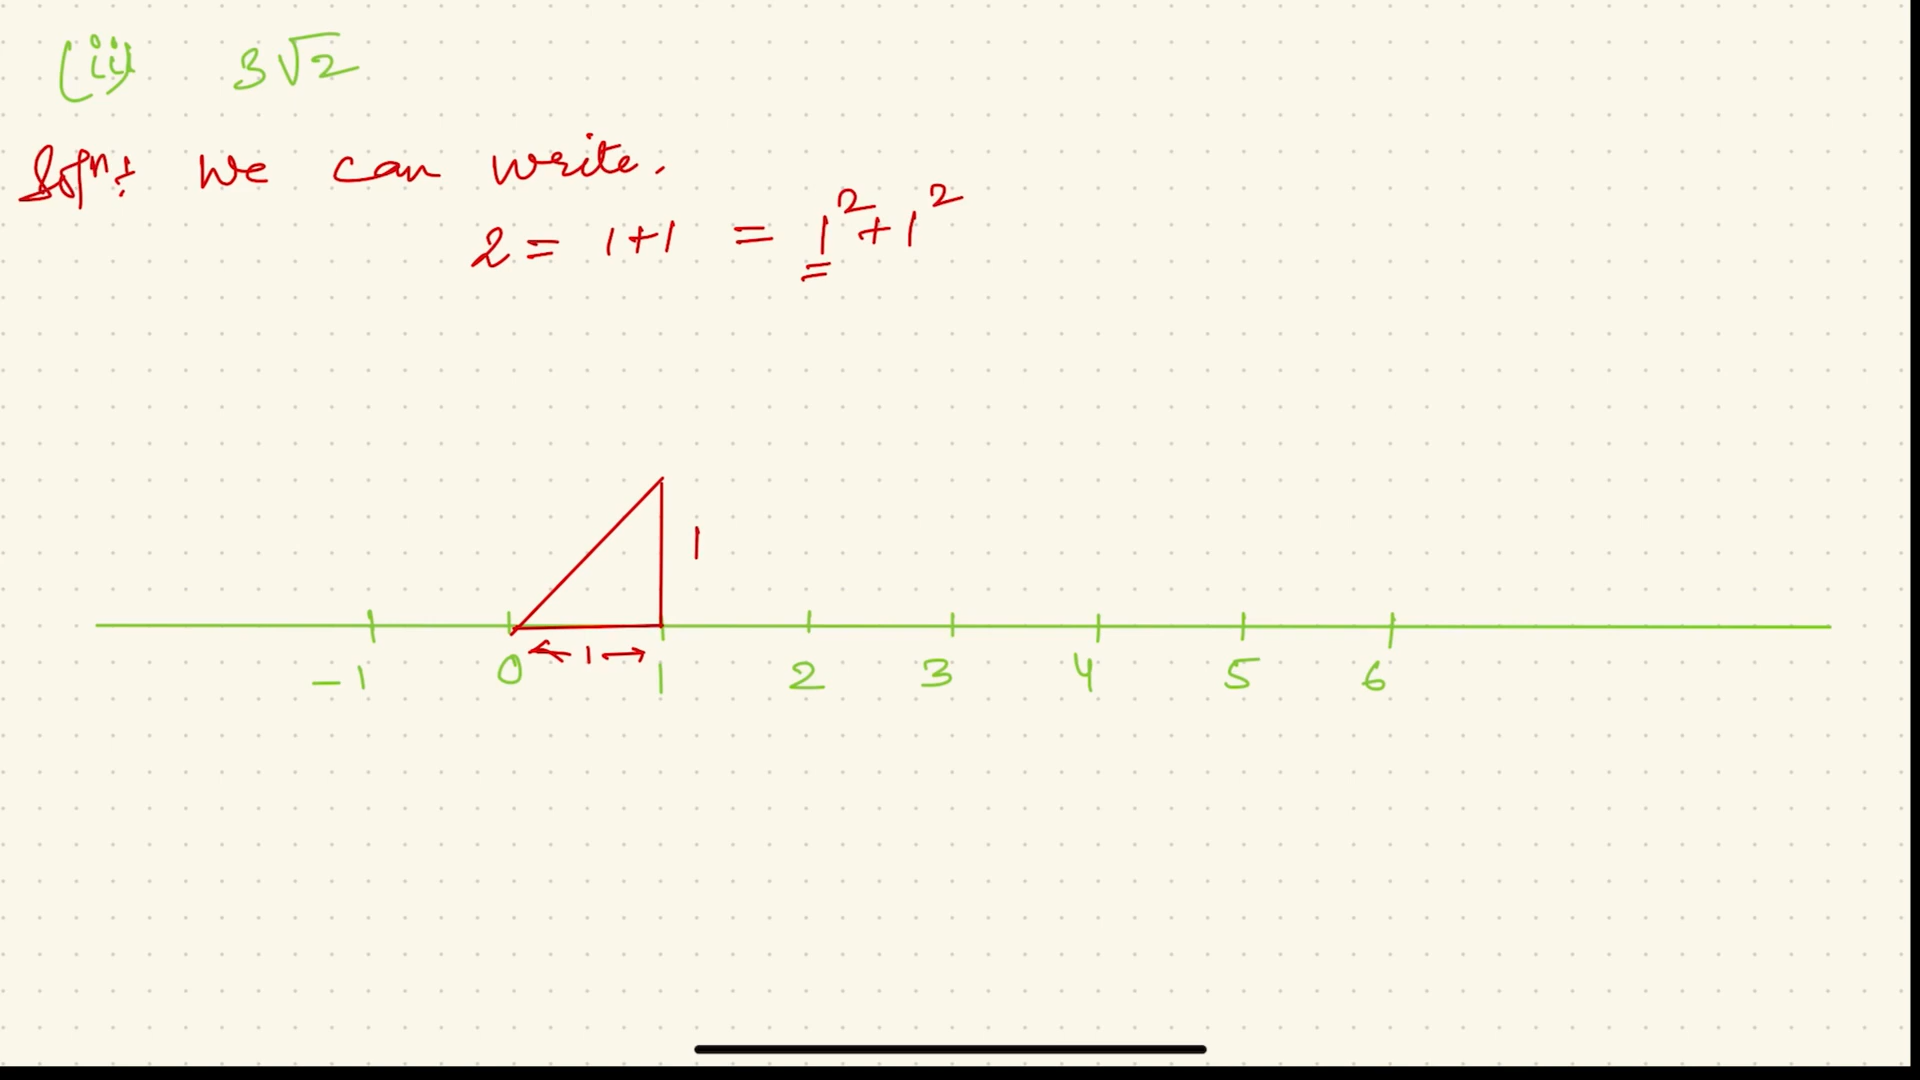 (ii) 3√2
Solⁿ: We can write.
2 = 1+1 = 1² + 1²
1
← 1 →
-1 0 1 2 3 4 5 6